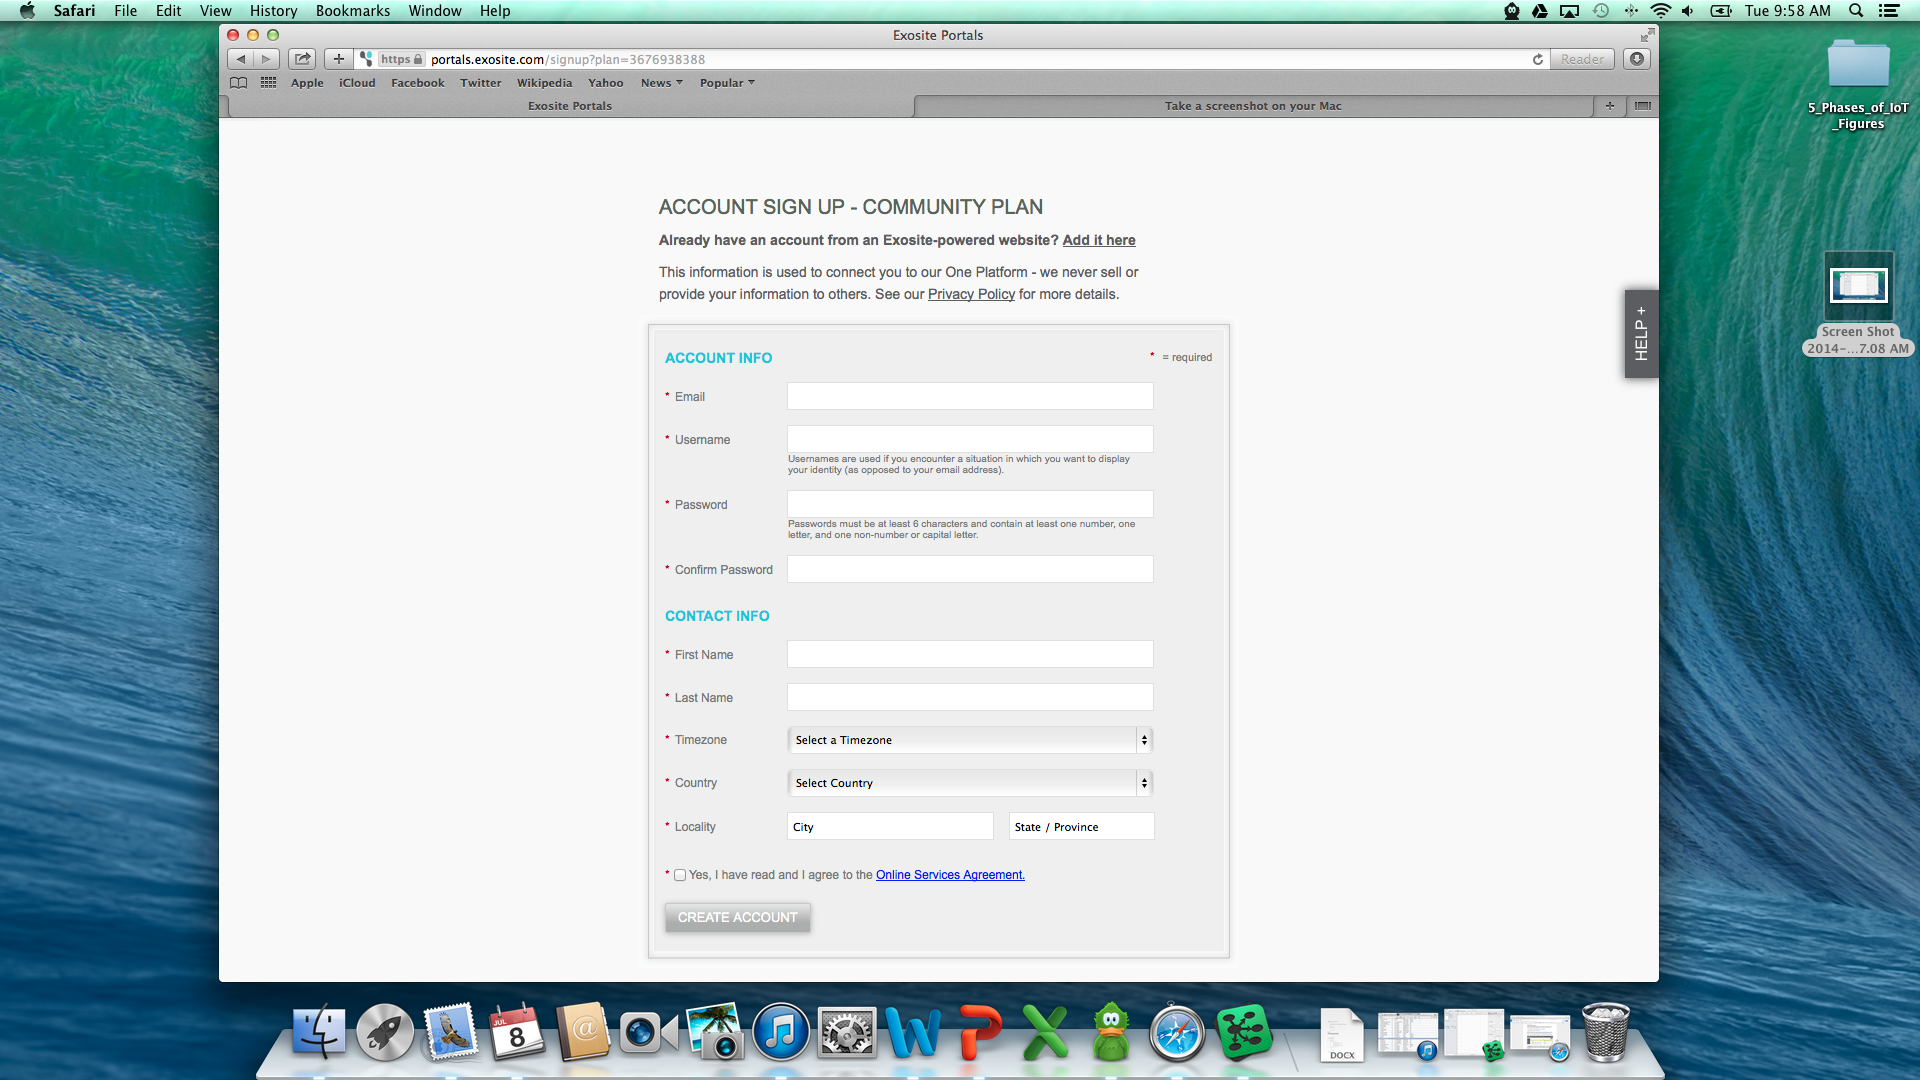 Safari File Edit View History Bookmarks Window Help Tue 9:58 AM
Exosite Portals
https portals.exosite.com/signup?plan=3676938388 Reader
Apple iCloud Facebook Twitter Wikipedia Yahoo News Popular
Exosite Portals Take a screenshot on your Mac
5_Phases_of_IoT
_Figures
Screen Shot
2014-...7.08 AM
HELP +
ACCOUNT SIGN UP - COMMUNITY PLAN
Already have an account from an Exosite-powered website? Add it here
This information is used to connect you to our One Platform - we never sell or
provide your information to others. See our Privacy Policy for more details.
ACCOUNT INFO * = required
* Email
* Username
Usernames are used if you encounter a situation in which you want to display
your identity (as opposed to your email address).
* Password
Passwords must be at least 6 characters and contain at least one number, one
letter, and one non-number or capital letter.
* Confirm Password
CONTACT INFO
* First Name
* Last Name
* Timezone Select a Timezone
* Country Select Country
* Locality City State / Province
* Yes, I have read and I agree to the Online Services Agreement.
CREATE ACCOUNT
JUL
8
@
W P X
DOCX